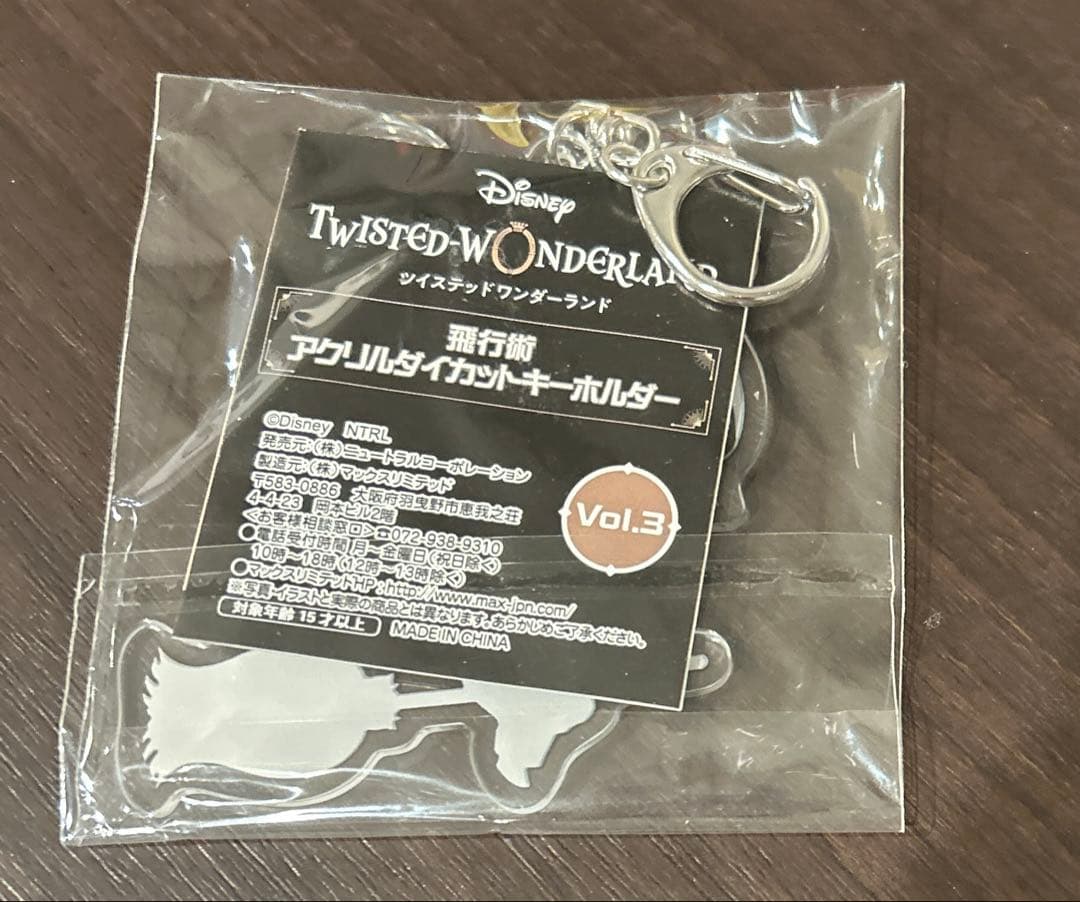 Disney
TWISTED-WONDERLAND
ツイステッドワンダーランド
飛行術
アクリルダイカットキーホルダー
©Disney NTRL
発売元:(株)ニュートラルコーポレーション
製造元:(株)マックスリミテッド
〒583-0886 大阪府羽曳野市恵我之荘
4-4-23 岡本ビル2階
<お客様相談窓口>☎072-938-9310
●電話受付時間 月～金曜日(祝日除く)
10時～18時(12時～13時除く)
●マックスリミテッドHP:http://www.max-jpn.com/
※写真・イラストと実際の商品とは異なります。あらかじめご了承ください。
対象年齢15才以上 MADE IN CHINA
Vol.3